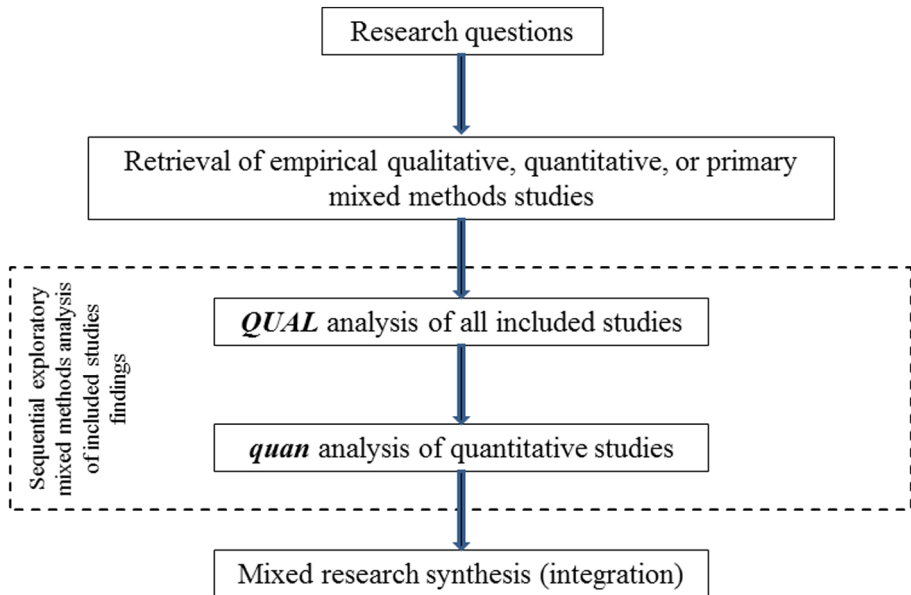 Research questions
Retrieval of empirical qualitative, quantitative, or primary
mixed methods studies
Sequential exploratory
mixed methods analysis
of included studies
findings
QUAL analysis of all included studies
quan analysis of quantitative studies
Mixed research synthesis (integration)